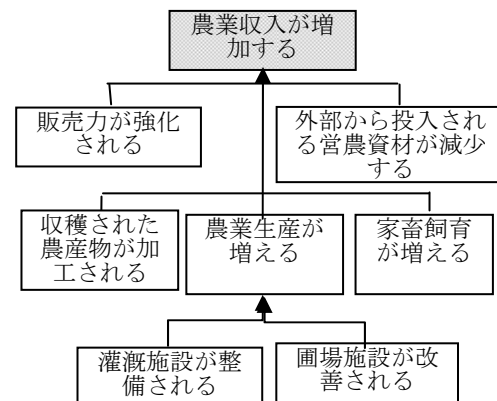 農業収入が増
加する
販売力が強化
される
外部から投入され
る営農資材が減少
する
収穫された
農産物が加
工される
農業生産が
増える
家畜飼育
が増える
灌漑施設が整
備される
圃場施設が改
善される